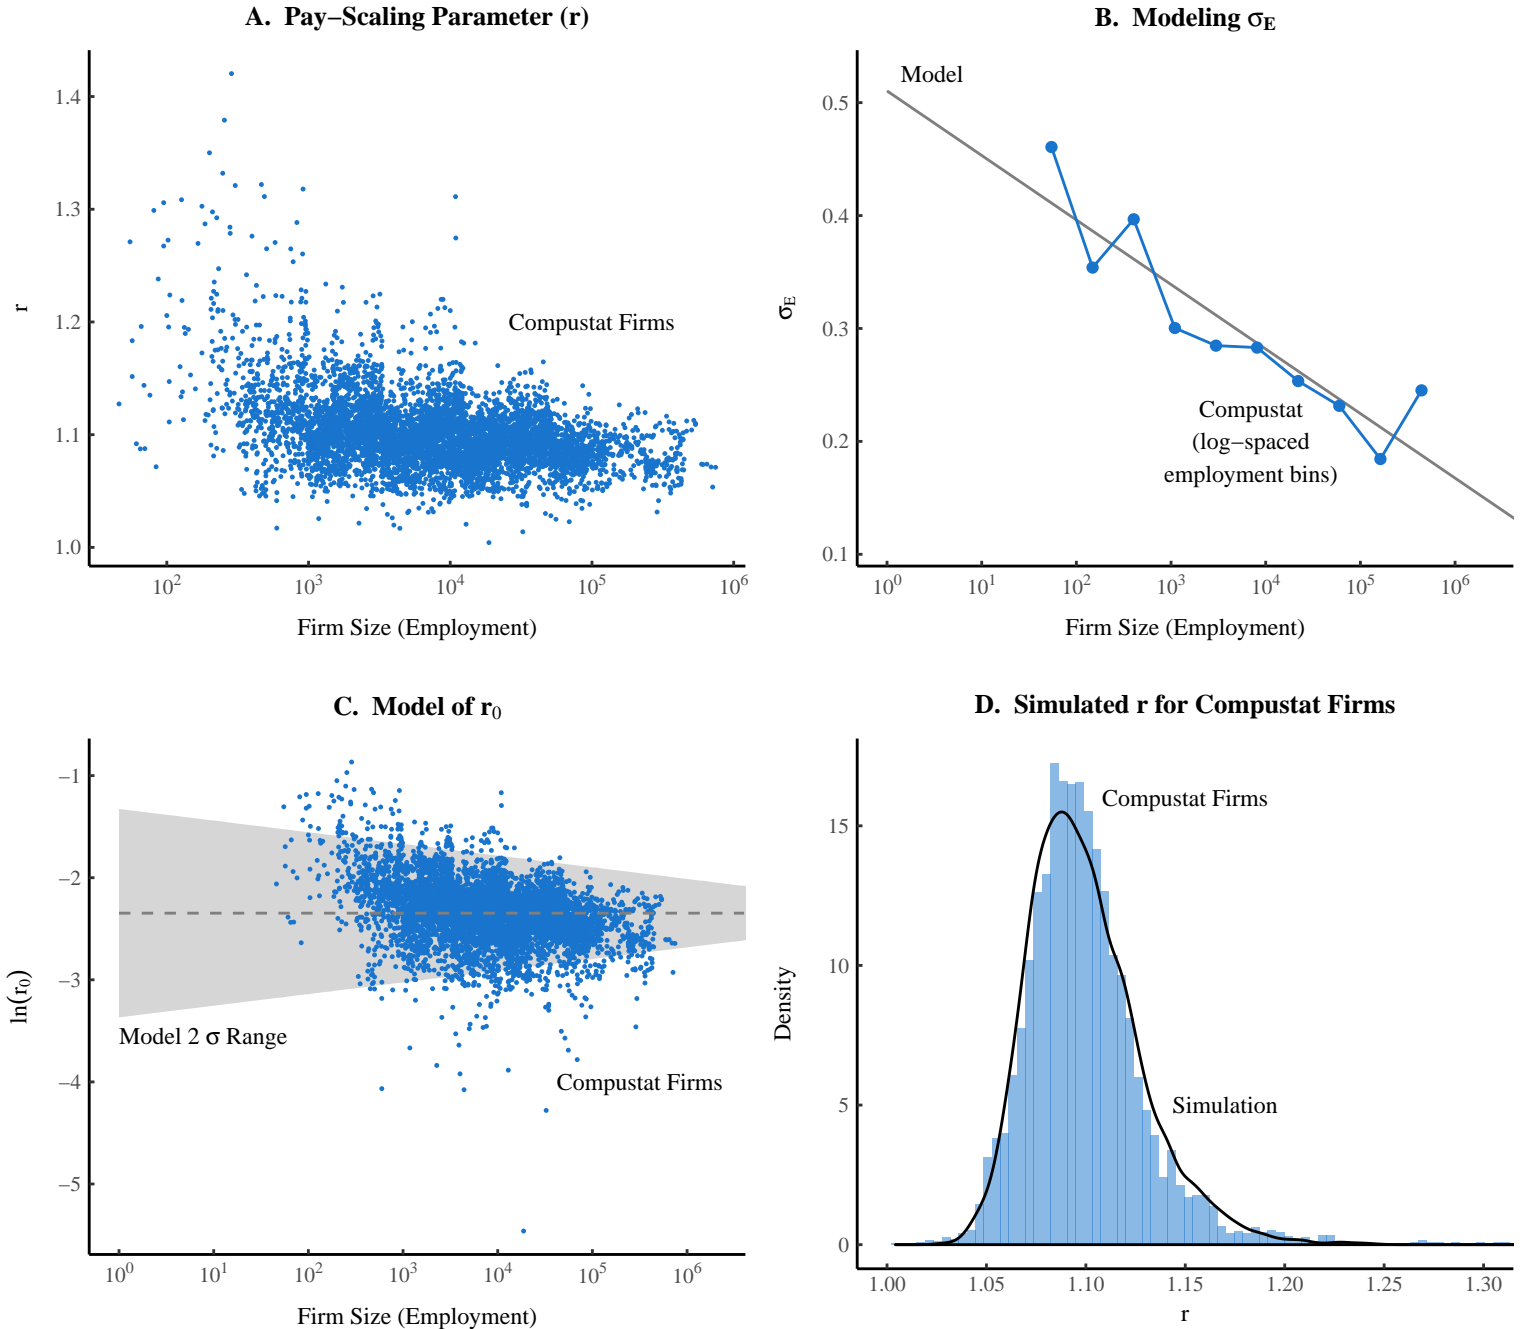 A. Pay–Scaling Parameter (r)
1.4
1.3
1.2
1.1
1.0
r
Compustat Firms
10² 10³ 10⁴ 10⁵ 10⁶
Firm Size (Employment)
B. Modeling σE
Model
0.5
0.4
0.3
0.2
0.1
σE
Compustat
(log–spaced
employment bins)
10⁰ 10¹ 10² 10³ 10⁴ 10⁵ 10⁶
Firm Size (Employment)
C. Model of r₀
−1
−2
−3
−4
−5
ln(r₀)
Model 2 σ Range
Compustat Firms
10⁰ 10¹ 10² 10³ 10⁴ 10⁵ 10⁶
Firm Size (Employment)
D. Simulated r for Compustat Firms
15
10
5
0
Density
Compustat Firms
Simulation
1.00 1.05 1.10 1.15 1.20 1.25 1.30
r